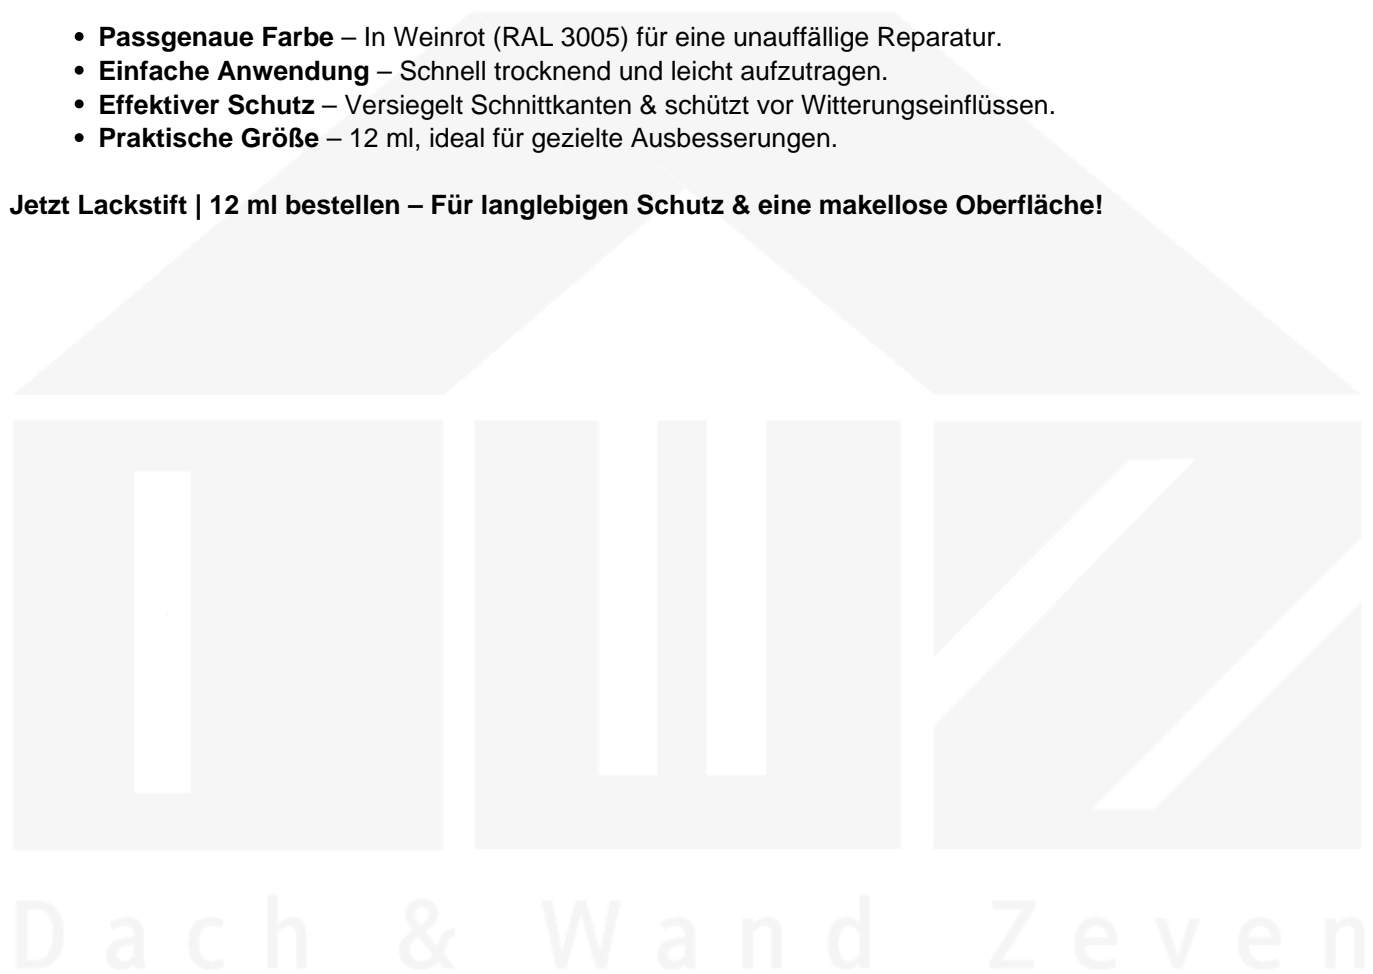 • Passgenaue Farbe – In Weinrot (RAL 3005) für eine unauffällige Reparatur.
• Einfache Anwendung – Schnell trocknend und leicht aufzutragen.
• Effektiver Schutz – Versiegelt Schnittkanten & schützt vor Witterungseinflüssen.
• Praktische Größe – 12 ml, ideal für gezielte Ausbesserungen.
Jetzt Lackstift | 12 ml bestellen – Für langlebigen Schutz & eine makellose Oberfläche!
Dach & Wand Zeven